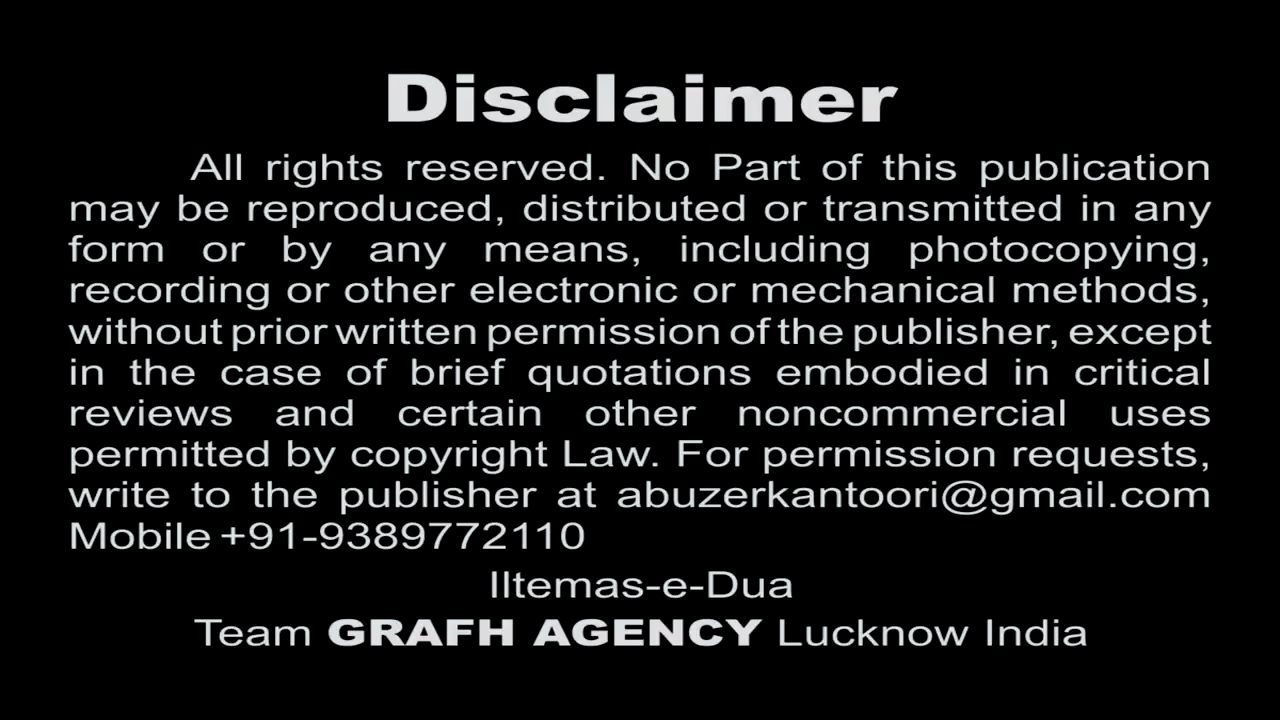 Disclaimer
All rights reserved. No Part of this publication
may be reproduced, distributed or transmitted in any
form or by any means, including photocopying,
recording or other electronic or mechanical methods,
without prior written permission of the publisher, except
in the case of brief quotations embodied in critical
reviews and certain other noncommercial uses
permitted by copyright Law. For permission requests,
write to the publisher at abuzerkantoori@gmail.com
Mobile +91-9389772110
IItemas-e-Dua
Team GRAFH AGENCY Lucknow India